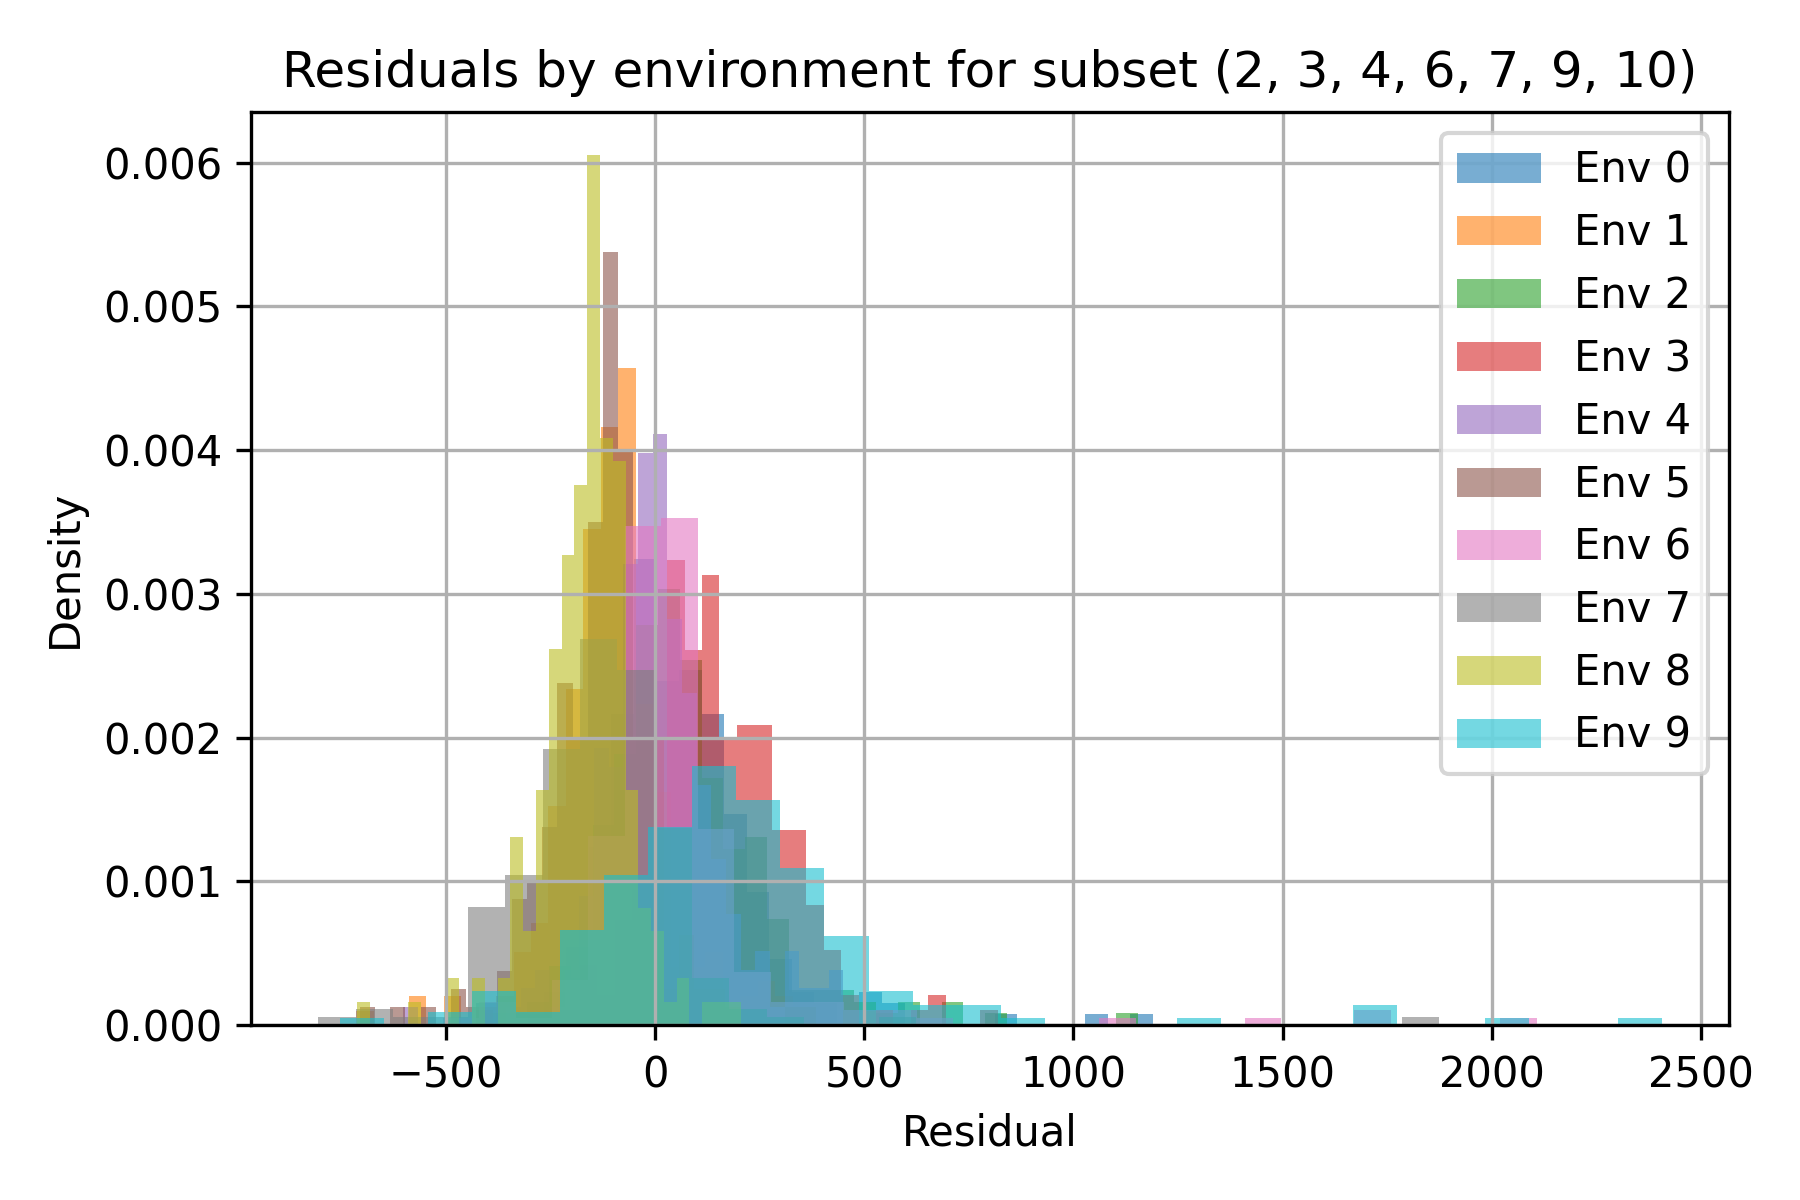 Residuals by environment for subset (2, 3, 4, 6, 7, 9, 10)
0.006
0.005
0.004
0.003
0.002
0.001
0.000
Density
−500
0
500
1000
1500
2000
2500
Residual
Env 0
Env 1
Env 2
Env 3
Env 4
Env 5
Env 6
Env 7
Env 8
Env 9